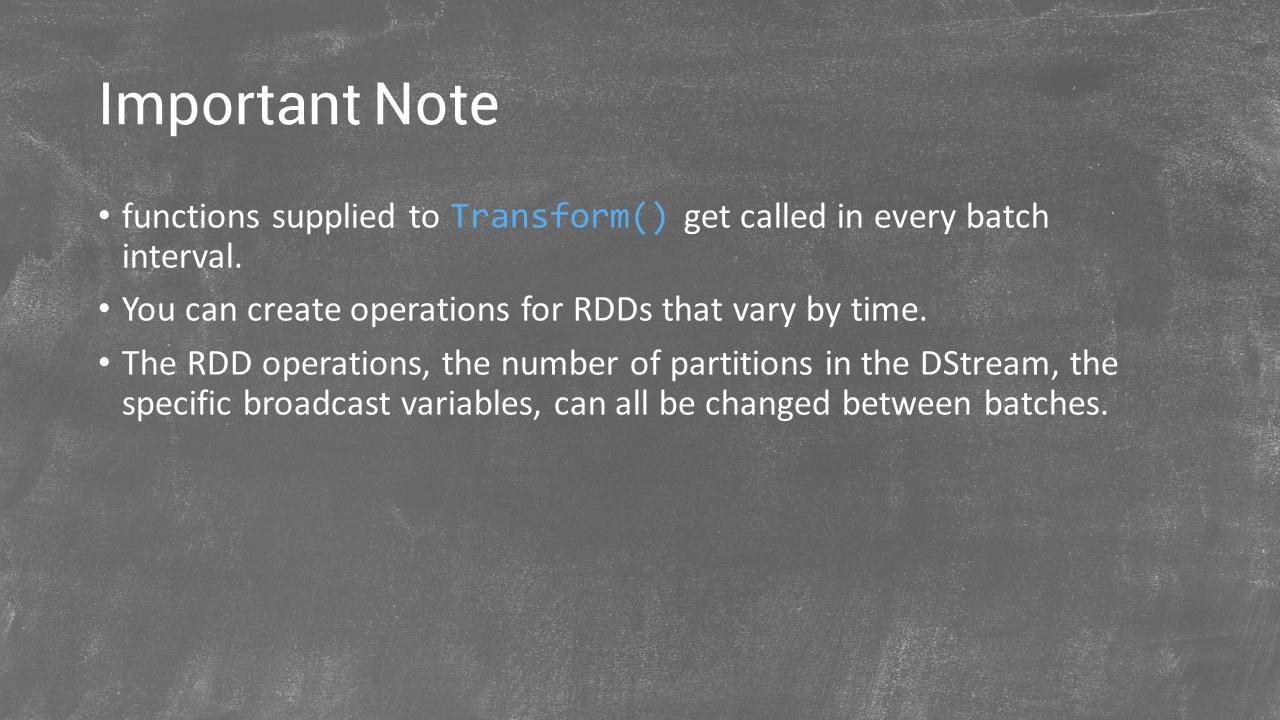 Important Note
• functions supplied to Transform() get called in every batch
interval.
• You can create operations for RDDs that vary by time.
• The RDD operations, the number of partitions in the DStream, the
specific broadcast variables, can all be changed between batches.